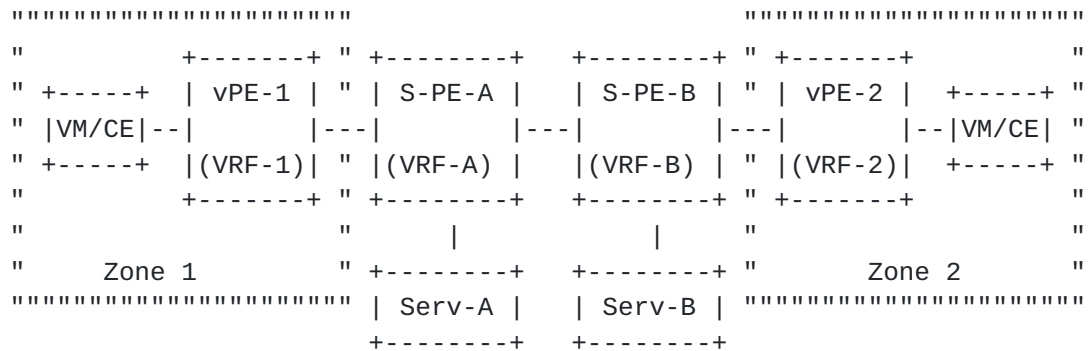 """"""""""""""""""""""                         """"""""""""""""""""""
"          +-------+ " +--------+   +--------+ " +-------+          "
" +-----+  | vPE-1 | " | S-PE-A |   | S-PE-B | " | vPE-2 |  +-----+ "
" |VM/CE|--|       |---|        |---|        |---|       |--|VM/CE| "
" +-----+  |(VRF-1)| " |(VRF-A) |   |(VRF-B) | " |(VRF-2)|  +-----+ "
"          +-------+ " +--------+   +--------+ " +-------+          "
"                    "      |            |     "                    "
"     Zone 1         " +--------+   +--------+ "       Zone 2       "
"""""""""""""""""""""" | Serv-A |   | Serv-B | """"""""""""""""""""""
                       +--------+   +--------+